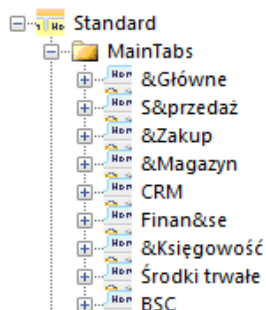 Standard
MainTabs
&Główne
S&przedaż
&Zakup
&Magazyn
CRM
Finan&se
&Księgowość
Środki trwałe
BSC